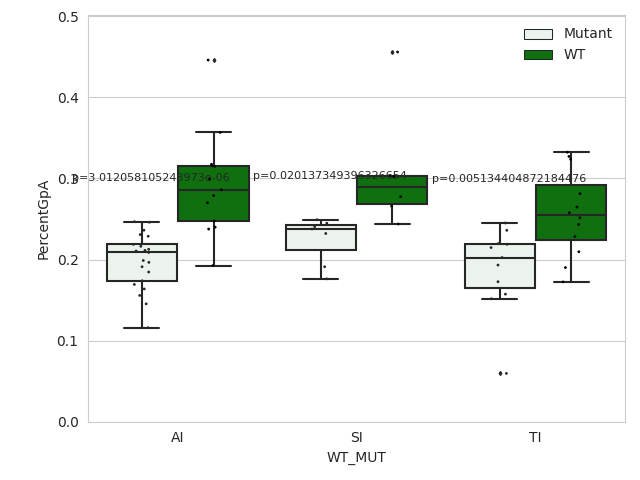 0.5
Mutant
WT
0.4
0.3
p=3.012058105248973e-06
p=0.020137349396326654
p=0.005134404872184476
PercentGpA
0.2
0.1
0.0
AI
SI
TI
WT_MUT